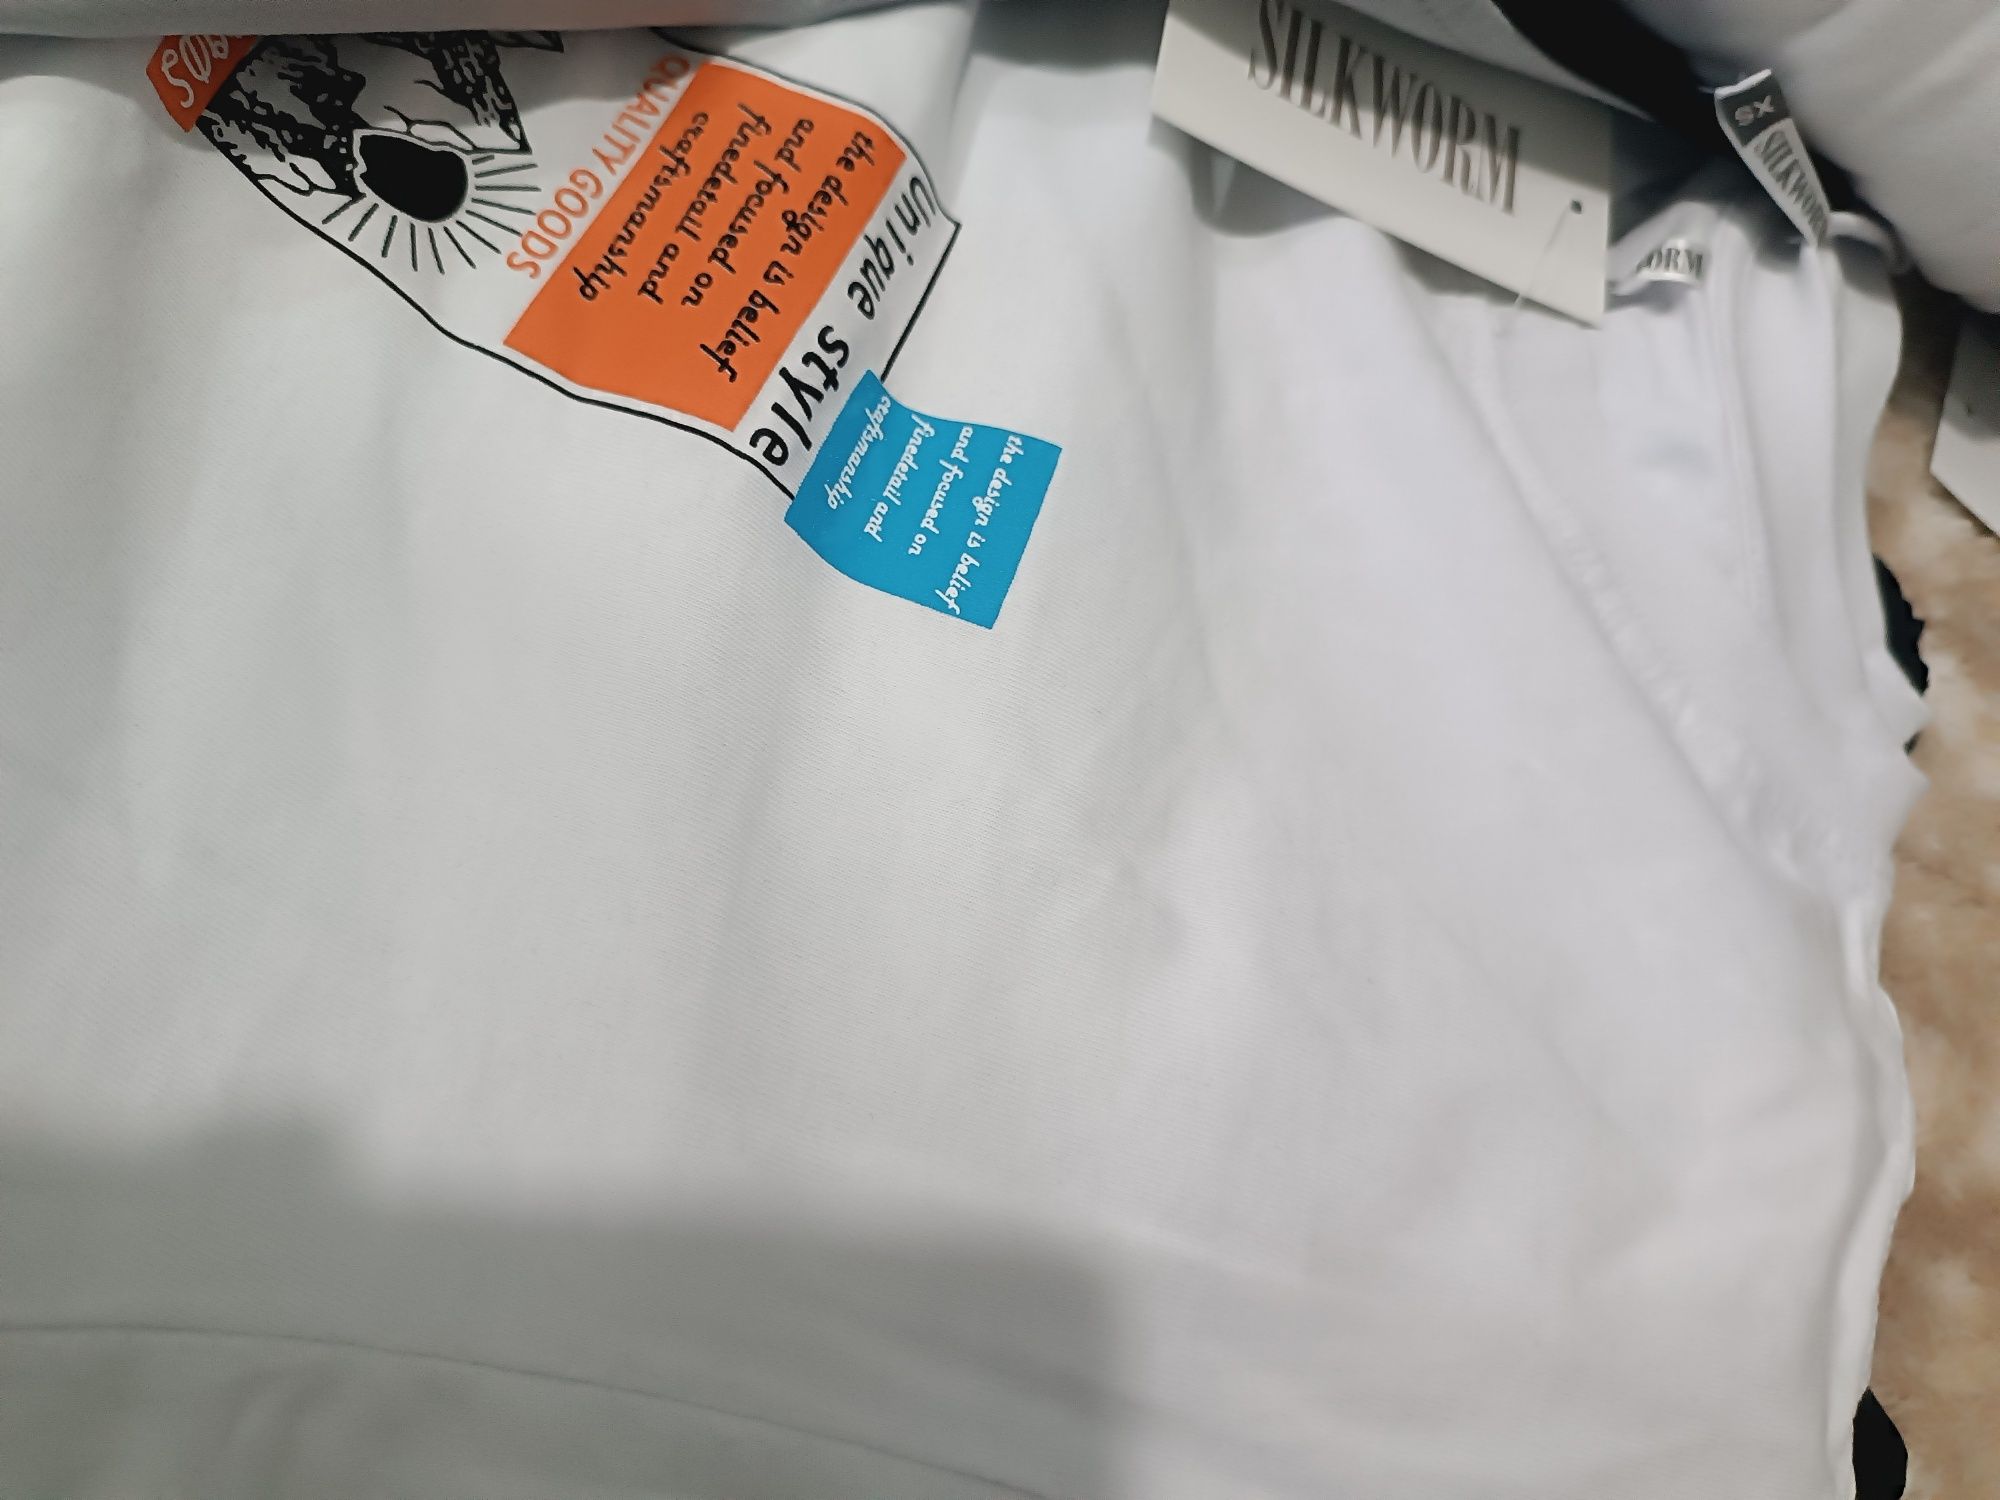 SILKWORM
XS
SILKWORM
ORM
QUALITY GOODS
the design is belief
and focused on
finedetail and
craftsmanship
Unique style
the design is belief
and focused on
finedetail and
craftsmanship